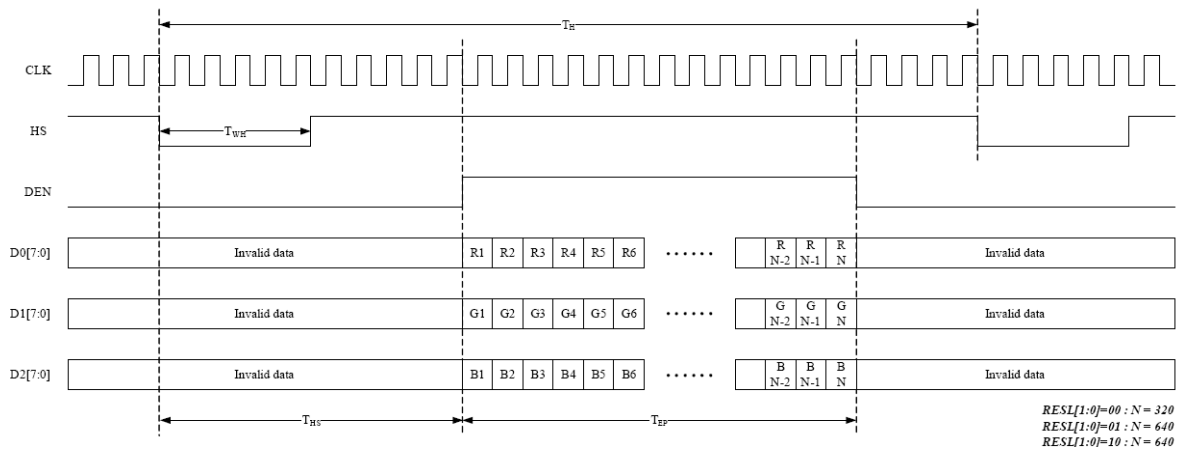 TH
CLK
HS
TWH
DEN
D0[7:0] Invalid data R1 R2 R3 R4 R5 R6 ...... R N-2 R N-1 R N Invalid data
D1[7:0] Invalid data G1 G2 G3 G4 G5 G6 ...... G N-2 G N-1 G N Invalid data
D2[7:0] Invalid data B1 B2 B3 B4 B5 B6 ...... B N-2 B N-1 B N Invalid data
THS TEP
RESL[1:0]=00 : N = 320
RESL[1:0]=01 : N = 640
RESL[1:0]=10 : N = 640